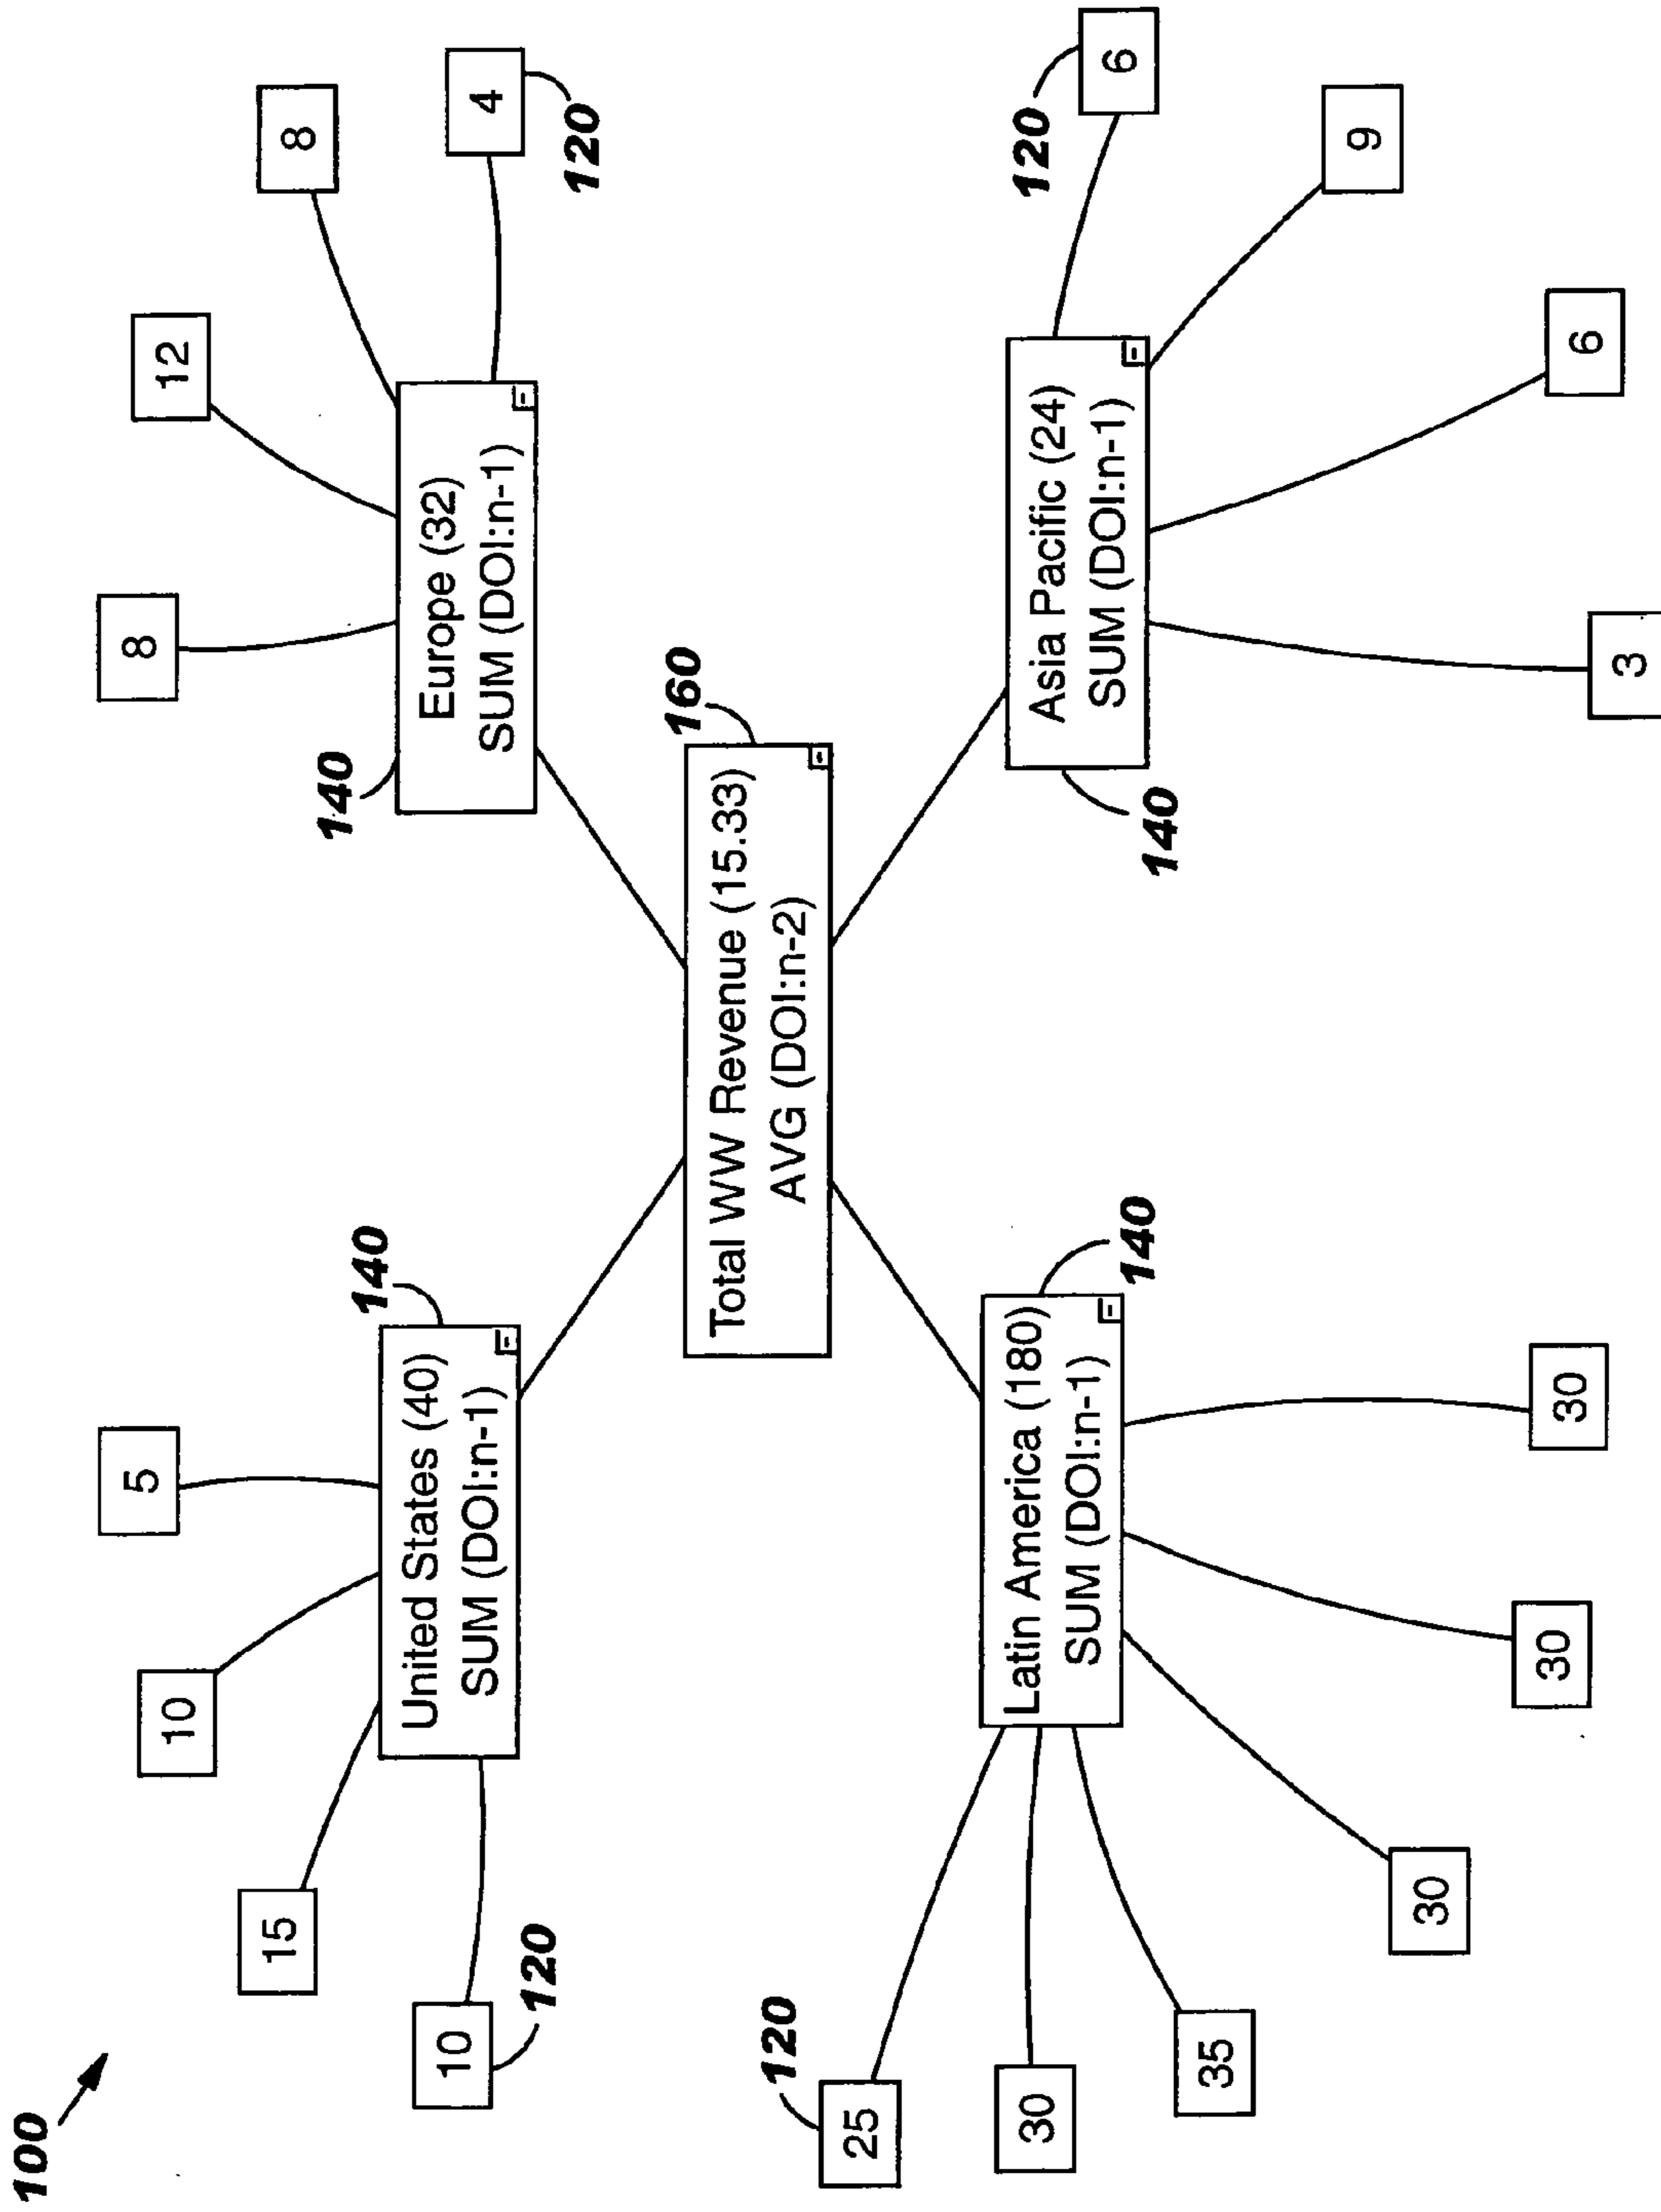 100
5
8
10
12
15
8
10
120
4
120
140
United States (40)
SUM (DOI:n-1)
140
Europe (32)
SUM (DOI:n-1)
160
Total WW Revenue (15.33)
AVG (DOI:n-2)
140
Latin America (180)
SUM (DOI:n-1)
140
Asia Pacific (24)
SUM (DOI:n-1)
120
25
30
35
30
30
30
120
6
9
6
3